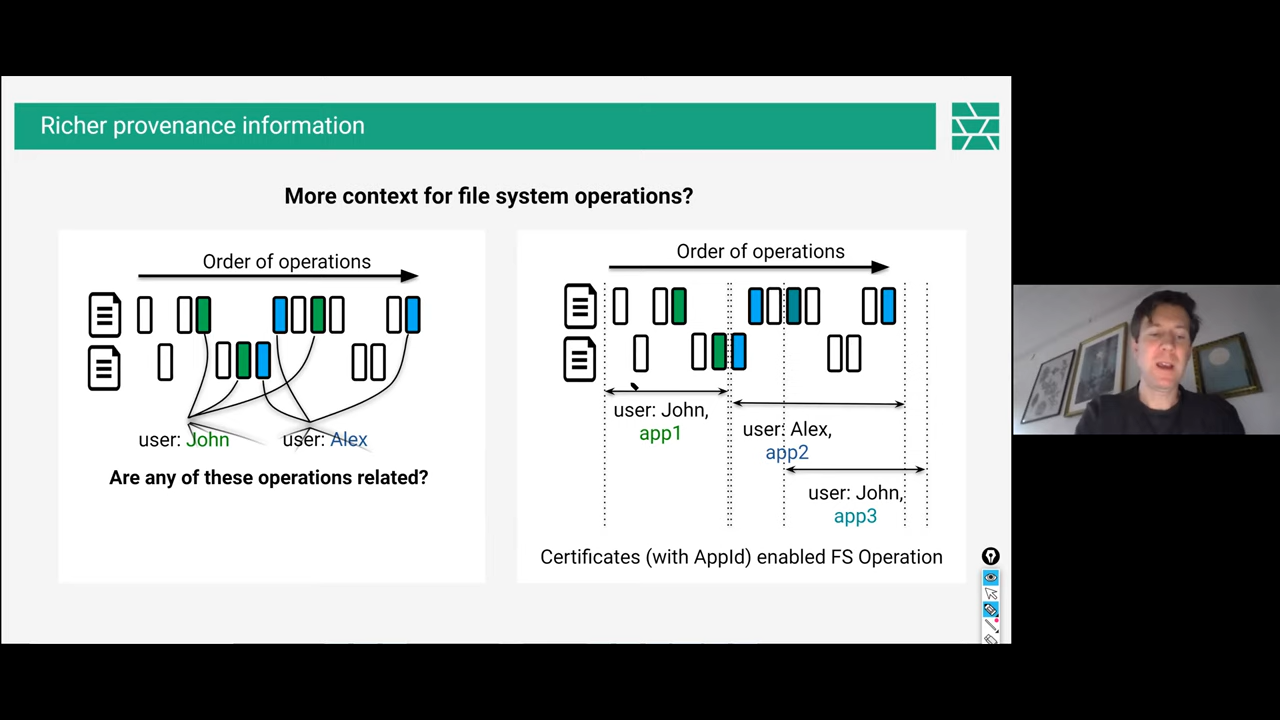 Richer provenance information
More context for file system operations?
Order of operations
user: John
user: Alex
Are any of these operations related?
Order of operations
user: John,
app1
user: Alex,
app2
user: John,
app3
Certificates (with AppId) enabled FS Operation